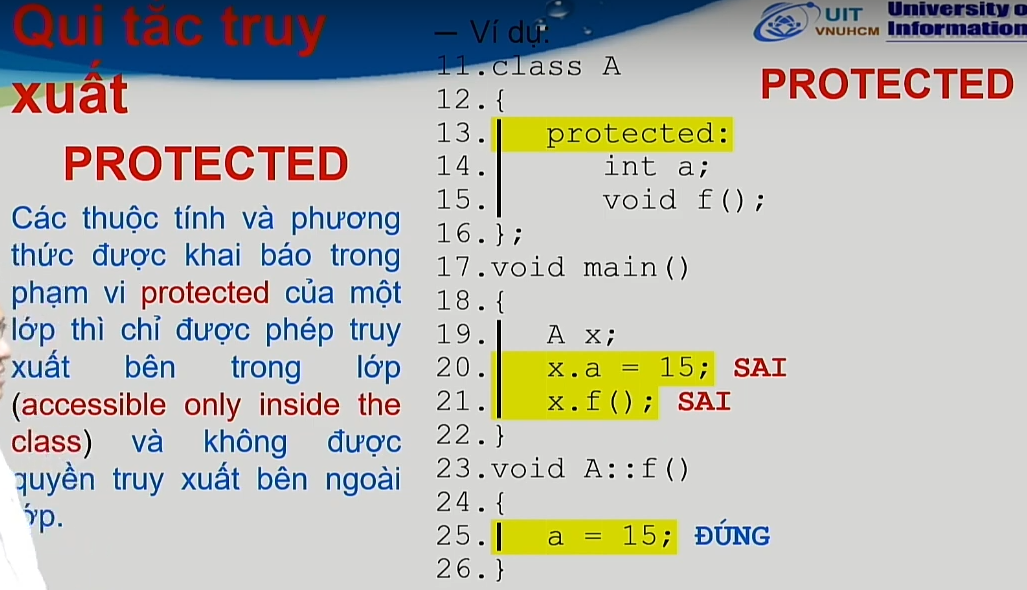 Qui tắc truy
xuất
PROTECTED
Các thuộc tính và phương
thức được khai báo trong
phạm vi protected của một
lớp thì chỉ được phép truy
xuất bên trong lớp
(accessible only inside the
class) và không được
quyền truy xuất bên ngoài
– Ví dụ:
11.class A
12.{
13. protected:
14. int a;
15. void f();
16.};
17.void main()
18.{
19. A x;
20. x.a = 15; SAI
21. x.f(); SAI
22.}
23.void A::f()
24.{
25. a = 15; ĐÚNG
26.}
UIT
VNUHCM
University
Information
PROTECTED